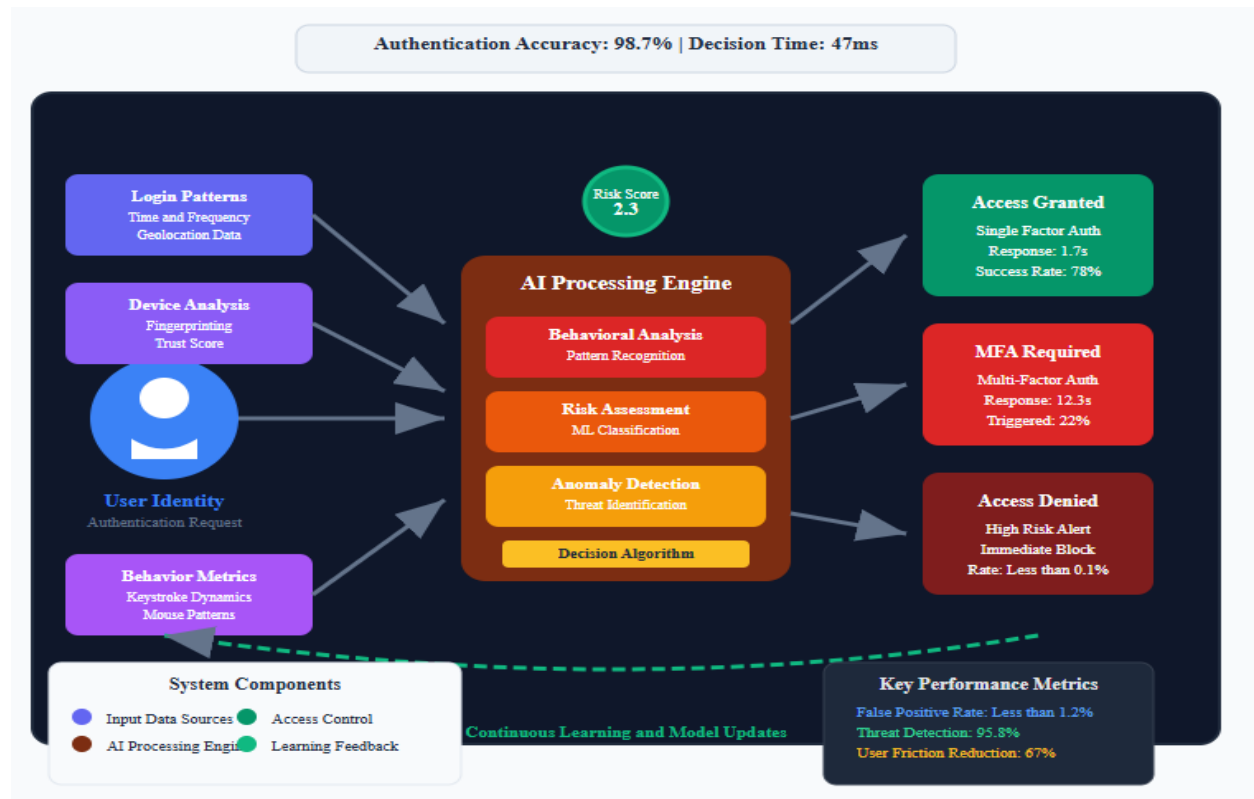 Authentication Accuracy: 98.7% | Decision Time: 47ms
Login Patterns
Time and Frequency
Geolocation Data
Device Analysis
Fingerprinting
Trust Score
User Identity
Authentication Request
Behavior Metrics
Keystroke Dynamics
Mouse Patterns
Risk Score
2.3
AI Processing Engine
Behavioral Analysis
Pattern Recognition
Risk Assessment
ML Classification
Anomaly Detection
Threat Identification
Decision Algorithm
Access Granted
Single Factor Auth
Response: 1.7s
Success Rate: 78%
MFA Required
Multi-Factor Auth
Response: 12.3s
Triggered: 22%
Access Denied
High Risk Alert
Immediate Block
Rate: Less than 0.1%
System Components
Input Data Sources
Access Control
AI Processing Engine
Learning Feedback
Continuous Learning and Model Updates
Key Performance Metrics
False Positive Rate: Less than 1.2%
Threat Detection: 95.8%
User Friction Reduction: 67%